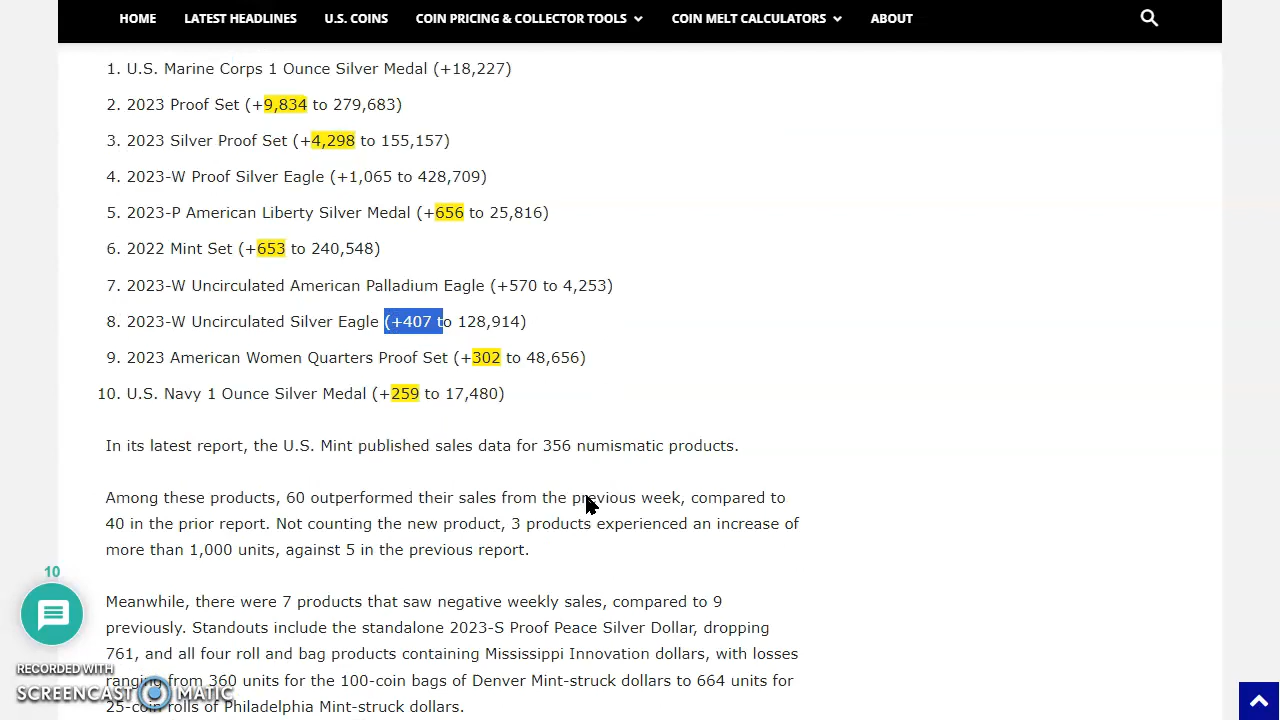 HOME LATEST HEADLINES U.S. COINS COIN PRICING & COLLECTOR TOOLS COIN MELT CALCULATORS ABOUT
1. U.S. Marine Corps 1 Ounce Silver Medal (+18,227)
2. 2023 Proof Set (+9,834 to 279,683)
3. 2023 Silver Proof Set (+4,298 to 155,157)
4. 2023-W Proof Silver Eagle (+1,065 to 428,709)
5. 2023-P American Liberty Silver Medal (+656 to 25,816)
6. 2022 Mint Set (+653 to 240,548)
7. 2023-W Uncirculated American Palladium Eagle (+570 to 4,253)
8. 2023-W Uncirculated Silver Eagle (+407 to 128,914)
9. 2023 American Women Quarters Proof Set (+302 to 48,656)
10. U.S. Navy 1 Ounce Silver Medal (+259 to 17,480)
In its latest report, the U.S. Mint published sales data for 356 numismatic products.
Among these products, 60 outperformed their sales from the previous week, compared to
40 in the prior report. Not counting the new product, 3 products experienced an increase of
more than 1,000 units, against 5 in the previous report.
10
Meanwhile, there were 7 products that saw negative weekly sales, compared to 9
previously. Standouts include the standalone 2023-S Proof Peace Silver Dollar, dropping
761, and all four roll and bag products containing Mississippi Innovation dollars, with losses
ranging from 360 units for the 100-coin bags of Denver Mint-struck dollars to 664 units for
25-coin rolls of Philadelphia Mint-struck dollars.
RECORDED WITH
SCREENCAST MATIC